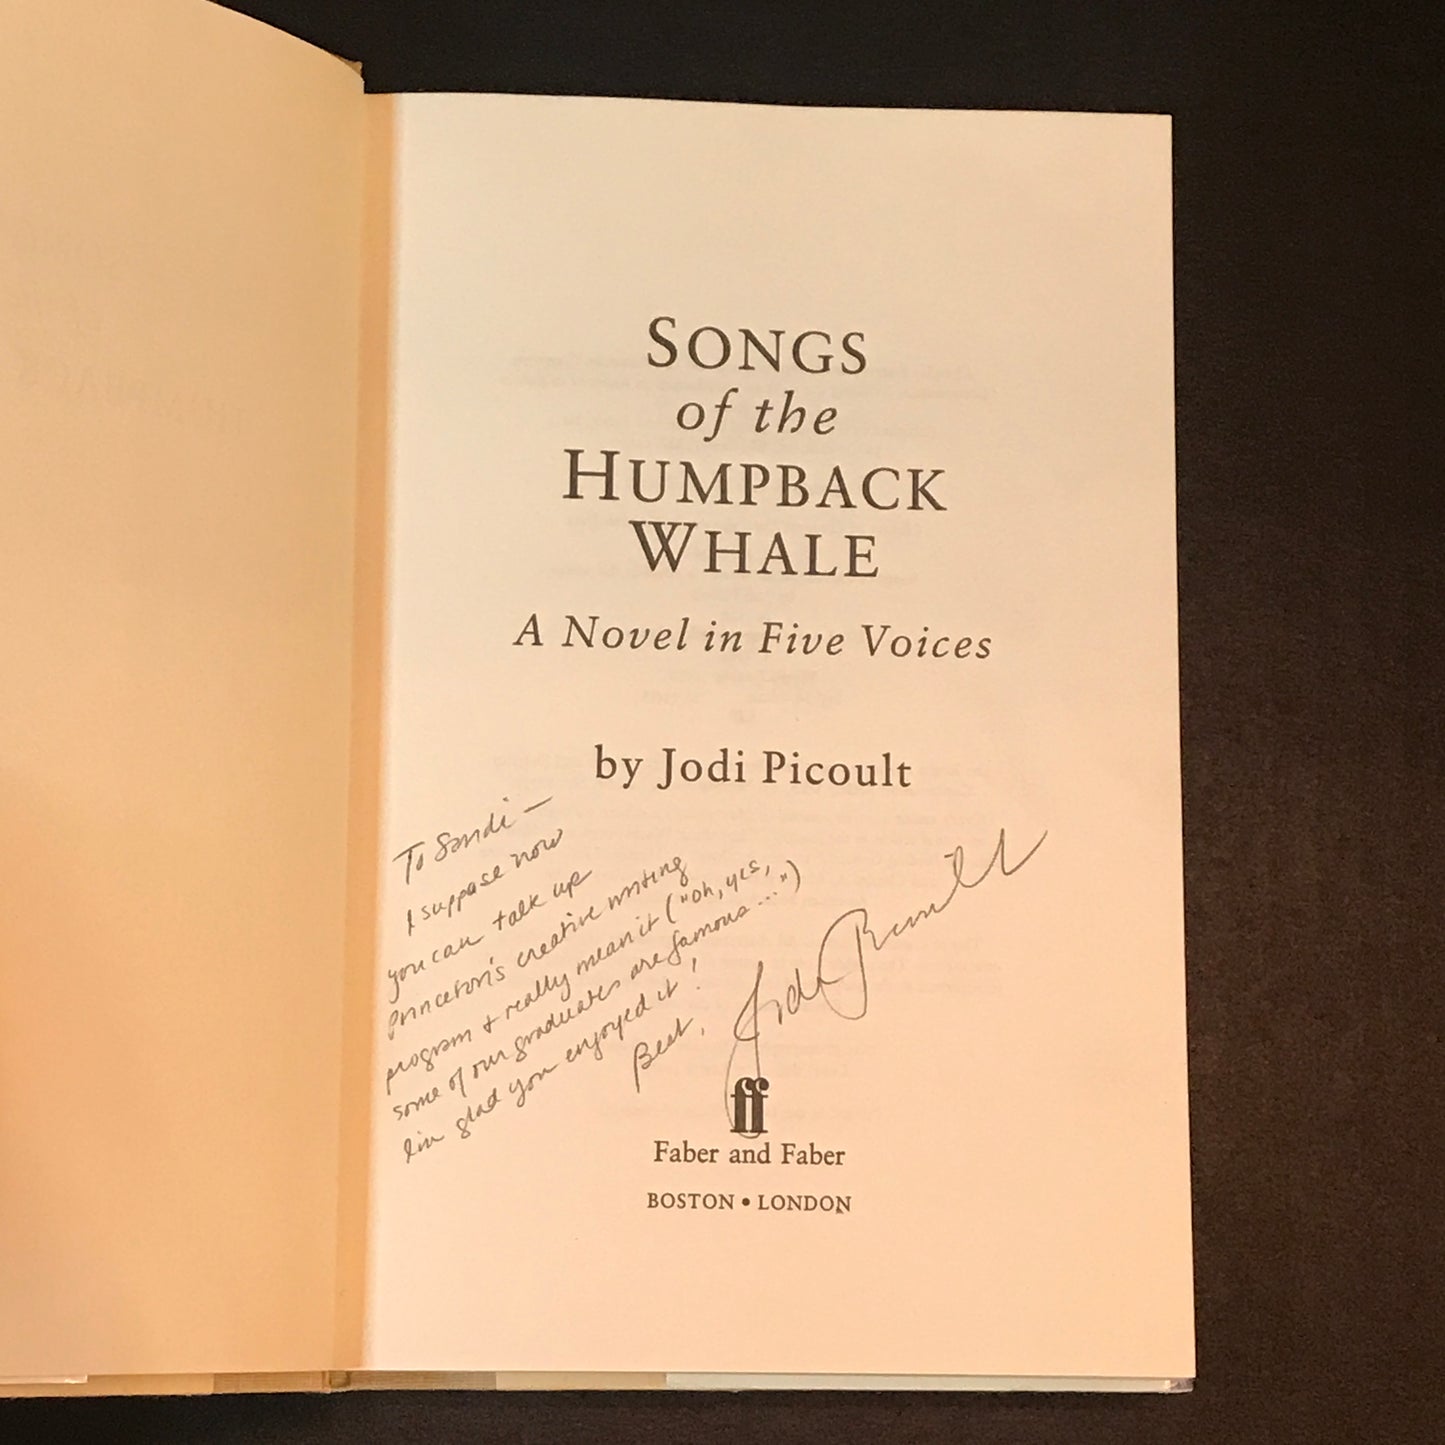 SONGS
of the
HUMPBACK
WHALE
A Novel in Five Voices
by Jodi Picoult
To Sandi —
I suppose now
you can talk up
princeton's creative writing
program + really mean it ("oh, yes,
some of our graduates are famous...")
I'm glad you enjoyed it!
Best,
Jodi Picoult
ff
Faber and Faber
BOSTON • LONDON